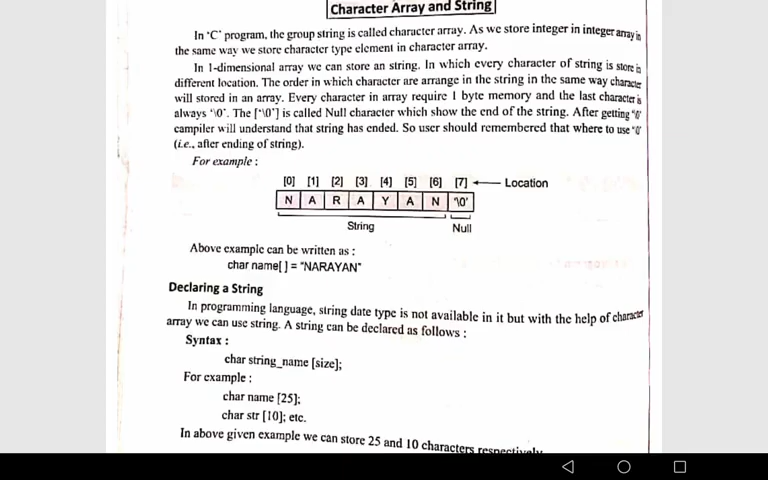 Character Array and String
In 'C' program, the group string is called character array. As we store integer in integer array in
the same way we store character type element in character array.
In 1-dimensional array we can store an string. In which every character of string is store in
different location. The order in which character are arrange in the string in the same way character
will stored in an array. Every character in array require 1 byte memory and the last character is
always '\0'. The ['\0'] is called Null character which show the end of the string. After getting '\0'
campiler will understand that string has ended. So user should remembered that where to use '\0'
(i.e., after ending of string).
For example :
[0] [1] [2] [3] [4] [5] [6] [7] ← Location
N A R A Y A N '\0'
String Null
Above example can be written as :
char name[ ] = "NARAYAN"
Declaring a String
In programming language, string date type is not available in it but with the help of character
array we can use string. A string can be declared as follows :
Syntax :
char string_name [size];
For example :
char name [25];
char str [10]; etc.
In above given example we can store 25 and 10 characters respectively